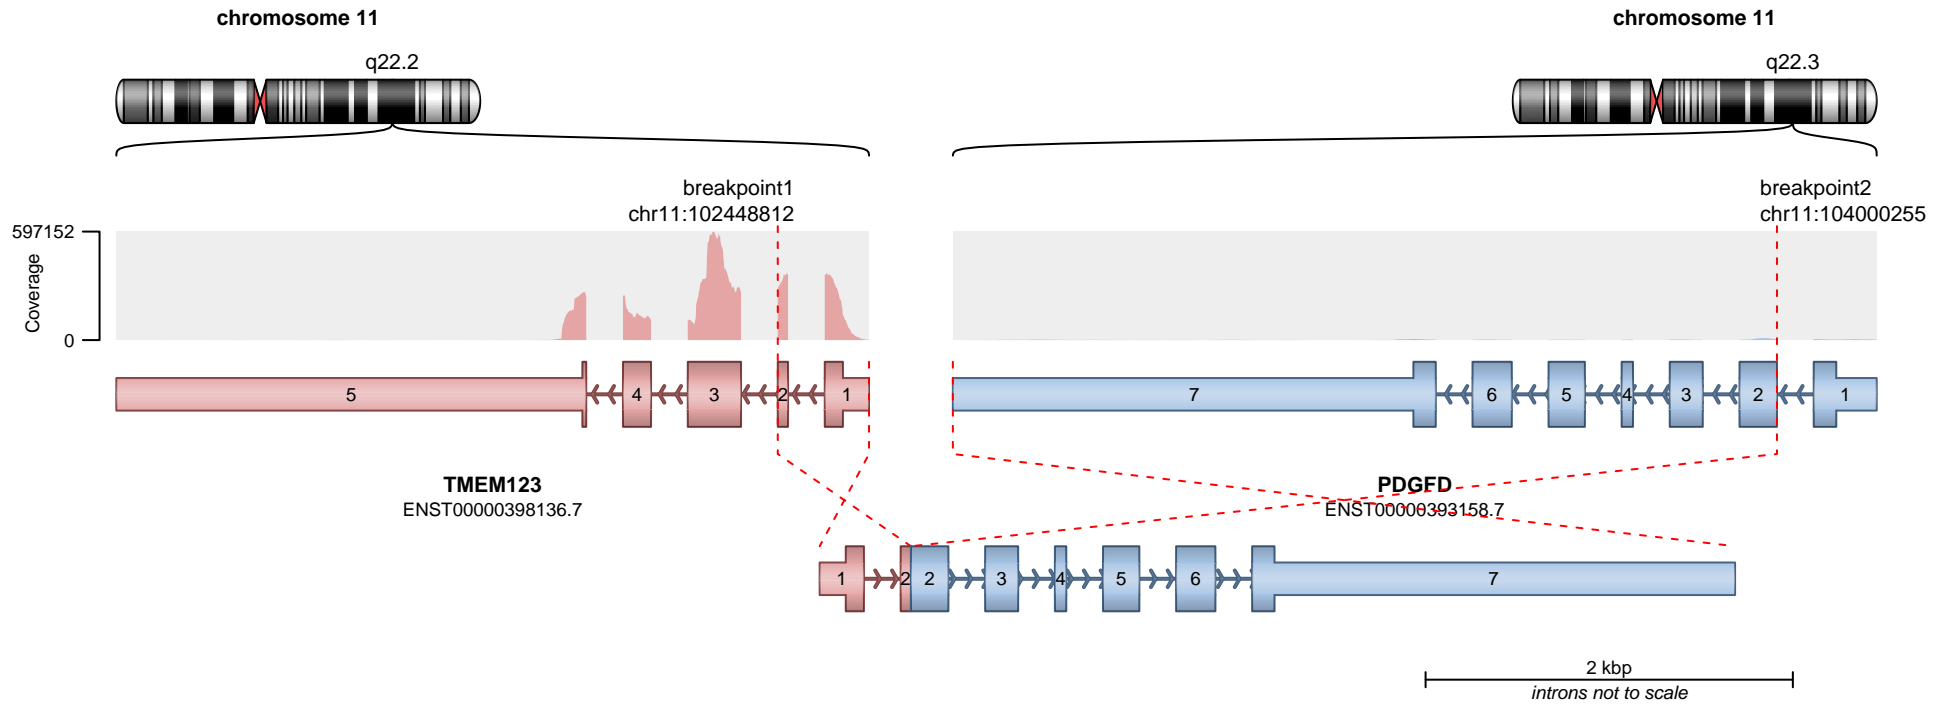 chromosome 11
chromosome 11
q22.2
q22.3
breakpoint1
chr11:102448812
breakpoint2
chr11:104000255
597152
Coverage
0
5 4 3 2 1
7 6 5 4 3 2 1
TMEM123
ENST00000398136.7
PDGFD
ENST00000393158.7
1 2 2 3 4 5 6 7
2 kbp
introns not to scale